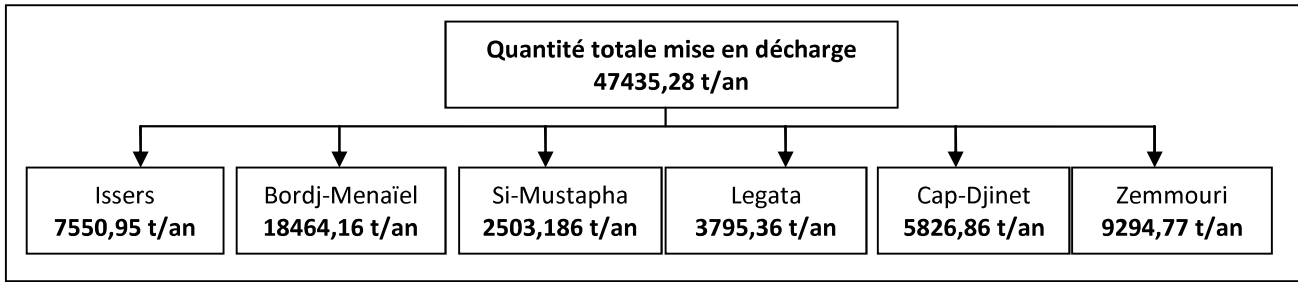 Quantité totale mise en décharge
47435,28 t/an
Issers
7550,95 t/an
Bordj-Menaïel
18464,16 t/an
Si-Mustapha
2503,186 t/an
Legata
3795,36 t/an
Cap-Djinet
5826,86 t/an
Zemmouri
9294,77 t/an